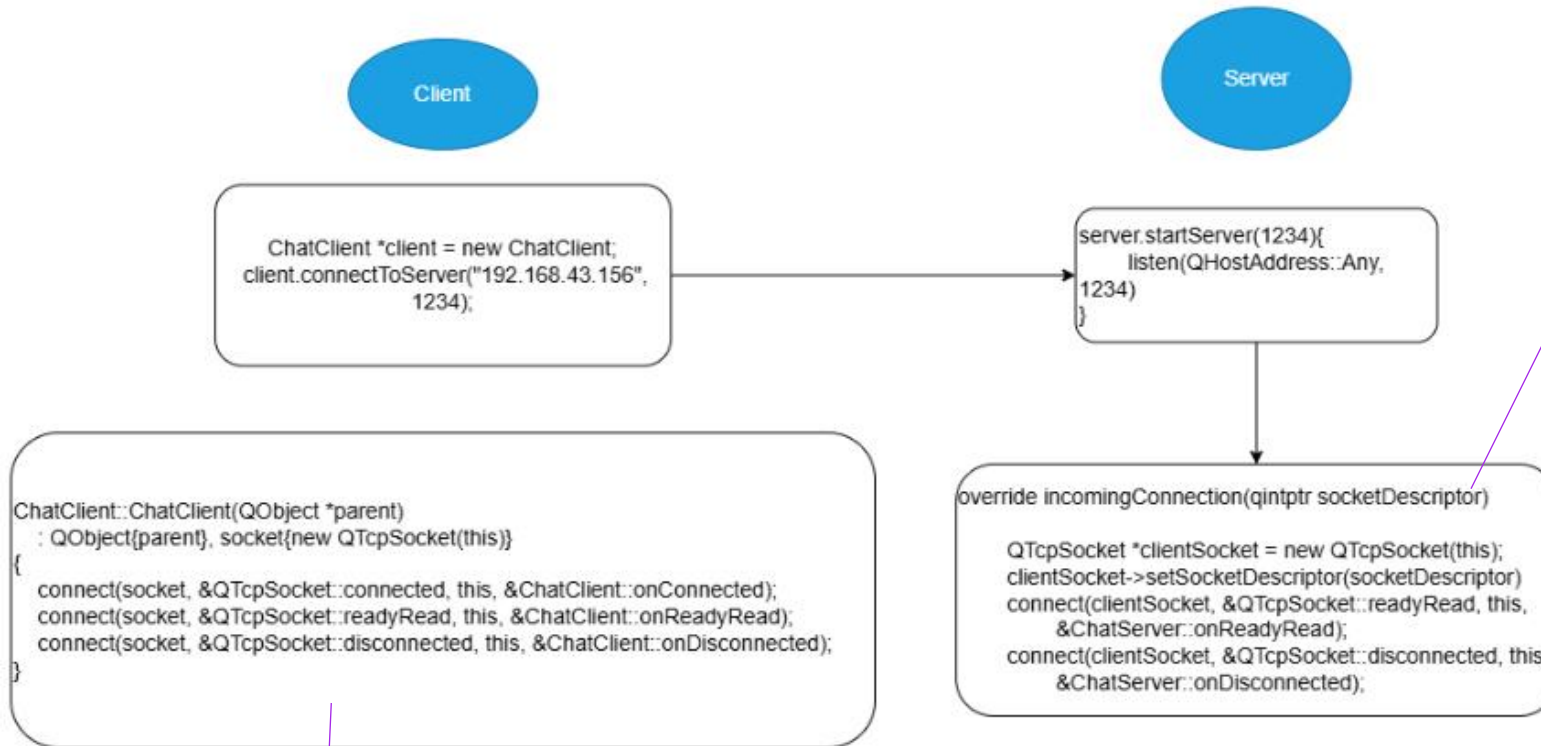 Client
Server
ChatClient *client = new ChatClient;
client.connectToServer("192.168.43.156",
1234);
server.startServer(1234){
listen(QHostAddress::Any,
1234)
}
ChatClient::ChatClient(QObject *parent)
: QObject{parent}, socket{new QTcpSocket(this)}
{
connect(socket, &QTcpSocket::connected, this, &ChatClient::onConnected);
connect(socket, &QTcpSocket::readyRead, this, &ChatClient::onReadyRead);
connect(socket, &QTcpSocket::disconnected, this, &ChatClient::onDisconnected);
}
override incomingConnection(qintptr socketDescriptor)
QTcpSocket *clientSocket = new QTcpSocket(this);
clientSocket->setSocketDescriptor(socketDescriptor)
connect(clientSocket, &QTcpSocket::readyRead, this,
&ChatServer::onReadyRead);
connect(clientSocket, &QTcpSocket::disconnected, this
&ChatServer::onDisconnected);